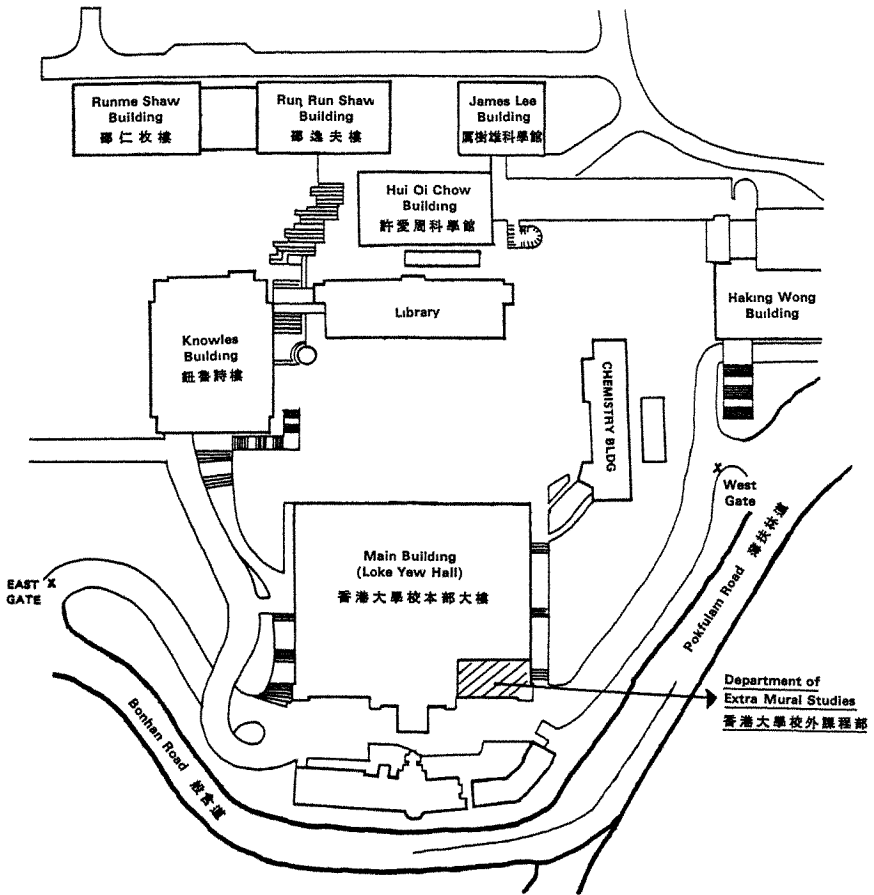 Runme Shaw
Building
鄒仁枚樓
Run Run Shaw
Building
邵逸夫樓
James Lee
Building
厲樹雄科學館
Hui Oi Chow
Building
許愛周科學館
Library
Haking Wong
Building
Knowles
Building
鈕魯詩樓
CHEMISTRY BLDG
X
West
Gate
Main Building
(Loke Yew Hall)
香港大學校本部大樓
EAST X
GATE
Pokfulam Road 薄扶林道
Department of
Extra Mural Studies
香港大學校外課程部
Bonhan Road 般含道